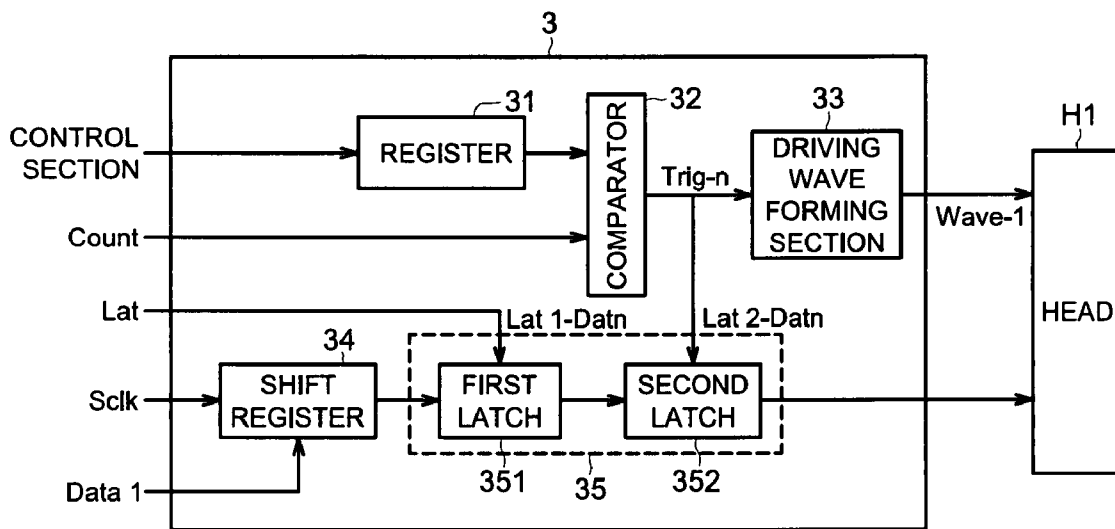 3
CONTROL
SECTION
31
REGISTER
32
COMPARATOR
33
DRIVING
WAVE
FORMING
SECTION
H1
HEAD
Trig-n
Wave-1
Count
Lat
Lat 1-Datn
Lat 2-Datn
34
SHIFT
REGISTER
FIRST
LATCH
SECOND
LATCH
Sclk
351
35
352
Data 1